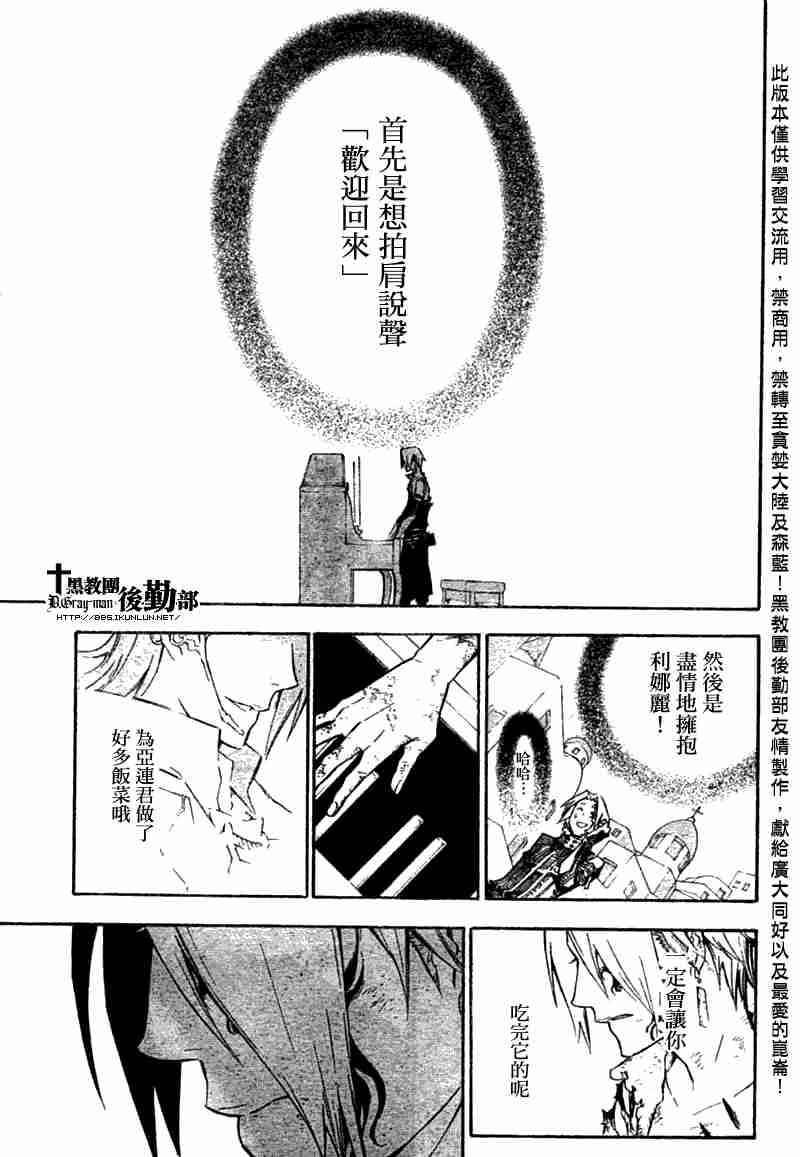 首先是想拍肩說聲
「歡迎回來」
黑教團
D.Gray-man 後勤部
HTTP://BBS.IKUNLUN.NET/
然後是
盡情地擁抱
利娜麗！
哈哈…
為亞連君做了
好多飯菜哦
一定會讓你
吃完它的呢
此版本僅供學習交流用，禁商用，禁轉至貪婪大陸及森藍！黑教團後勤部友情製作，獻給廣大同好以及最愛的崑崙！